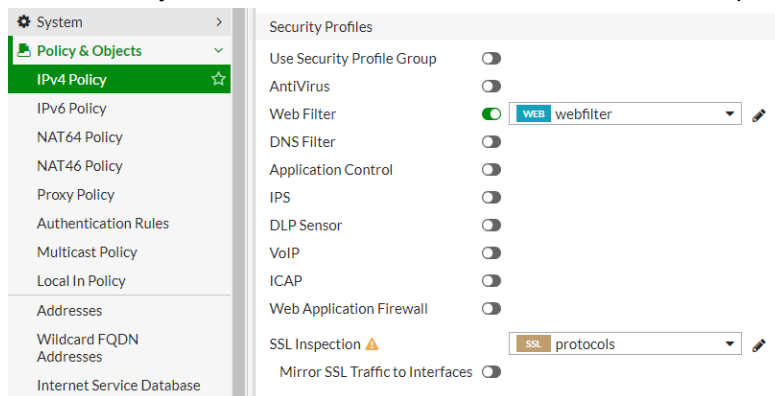 System
Policy & Objects
IPv4 Policy
IPv6 Policy
NAT64 Policy
NAT46 Policy
Proxy Policy
Authentication Rules
Multicast Policy
Local In Policy
Addresses
Wildcard FQDN
Addresses
Internet Service Database
Security Profiles
Use Security Profile Group
AntiVirus
Web Filter WEB webfilter
DNS Filter
Application Control
IPS
DLP Sensor
VoIP
ICAP
Web Application Firewall
SSL Inspection SSL protocols
Mirror SSL Traffic to Interfaces